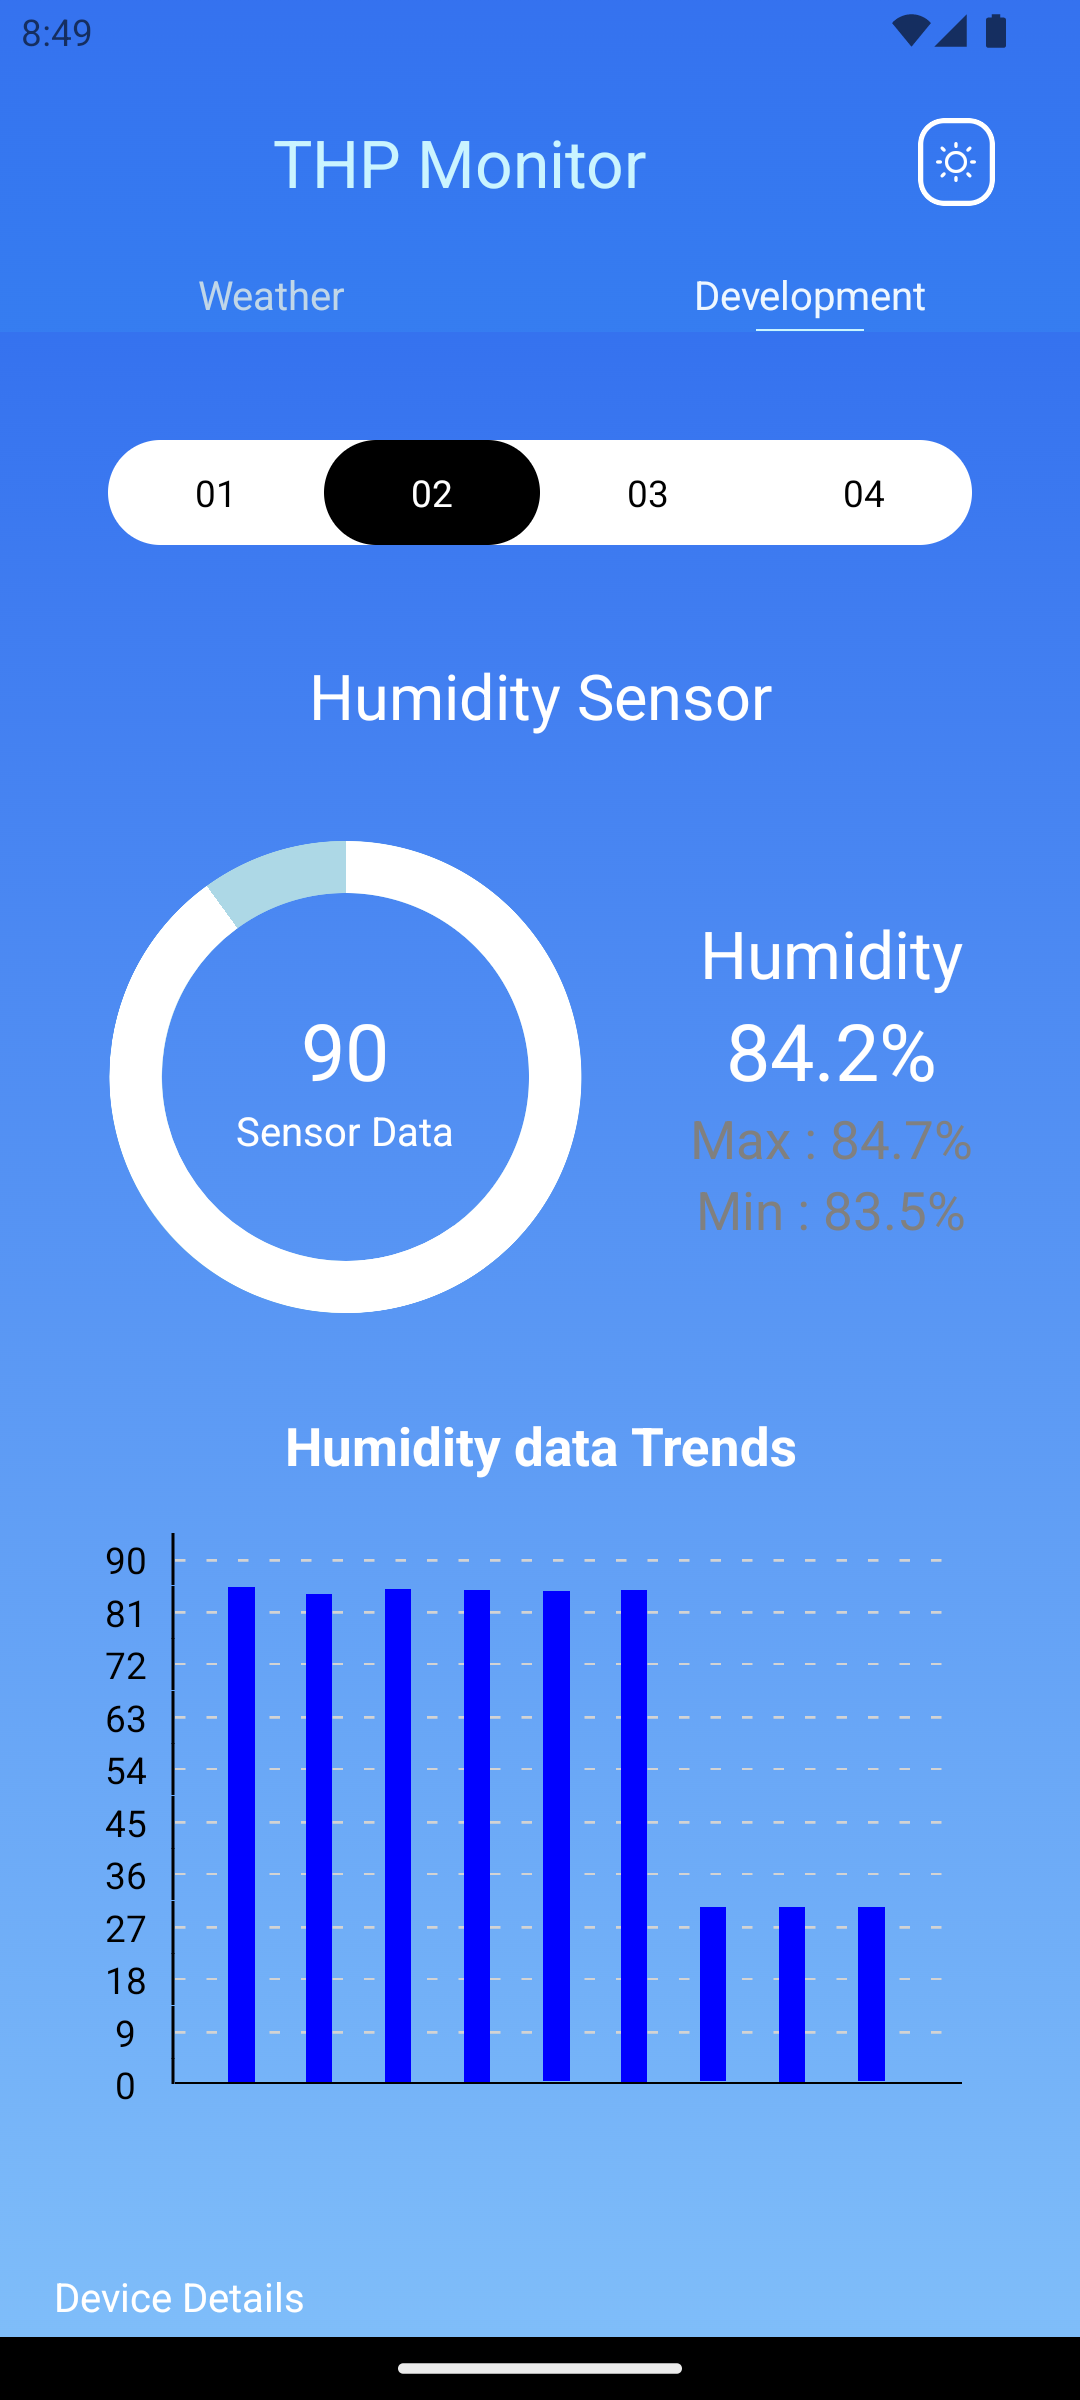 8:49
THP Monitor
Weather Development
01 02 03 04
Humidity Sensor
90
Sensor Data
Humidity
84.2%
Max : 84.7%
Min : 83.5%
Humidity data Trends
90
81
72
63
54
45
36
27
18
9
0
Device Details